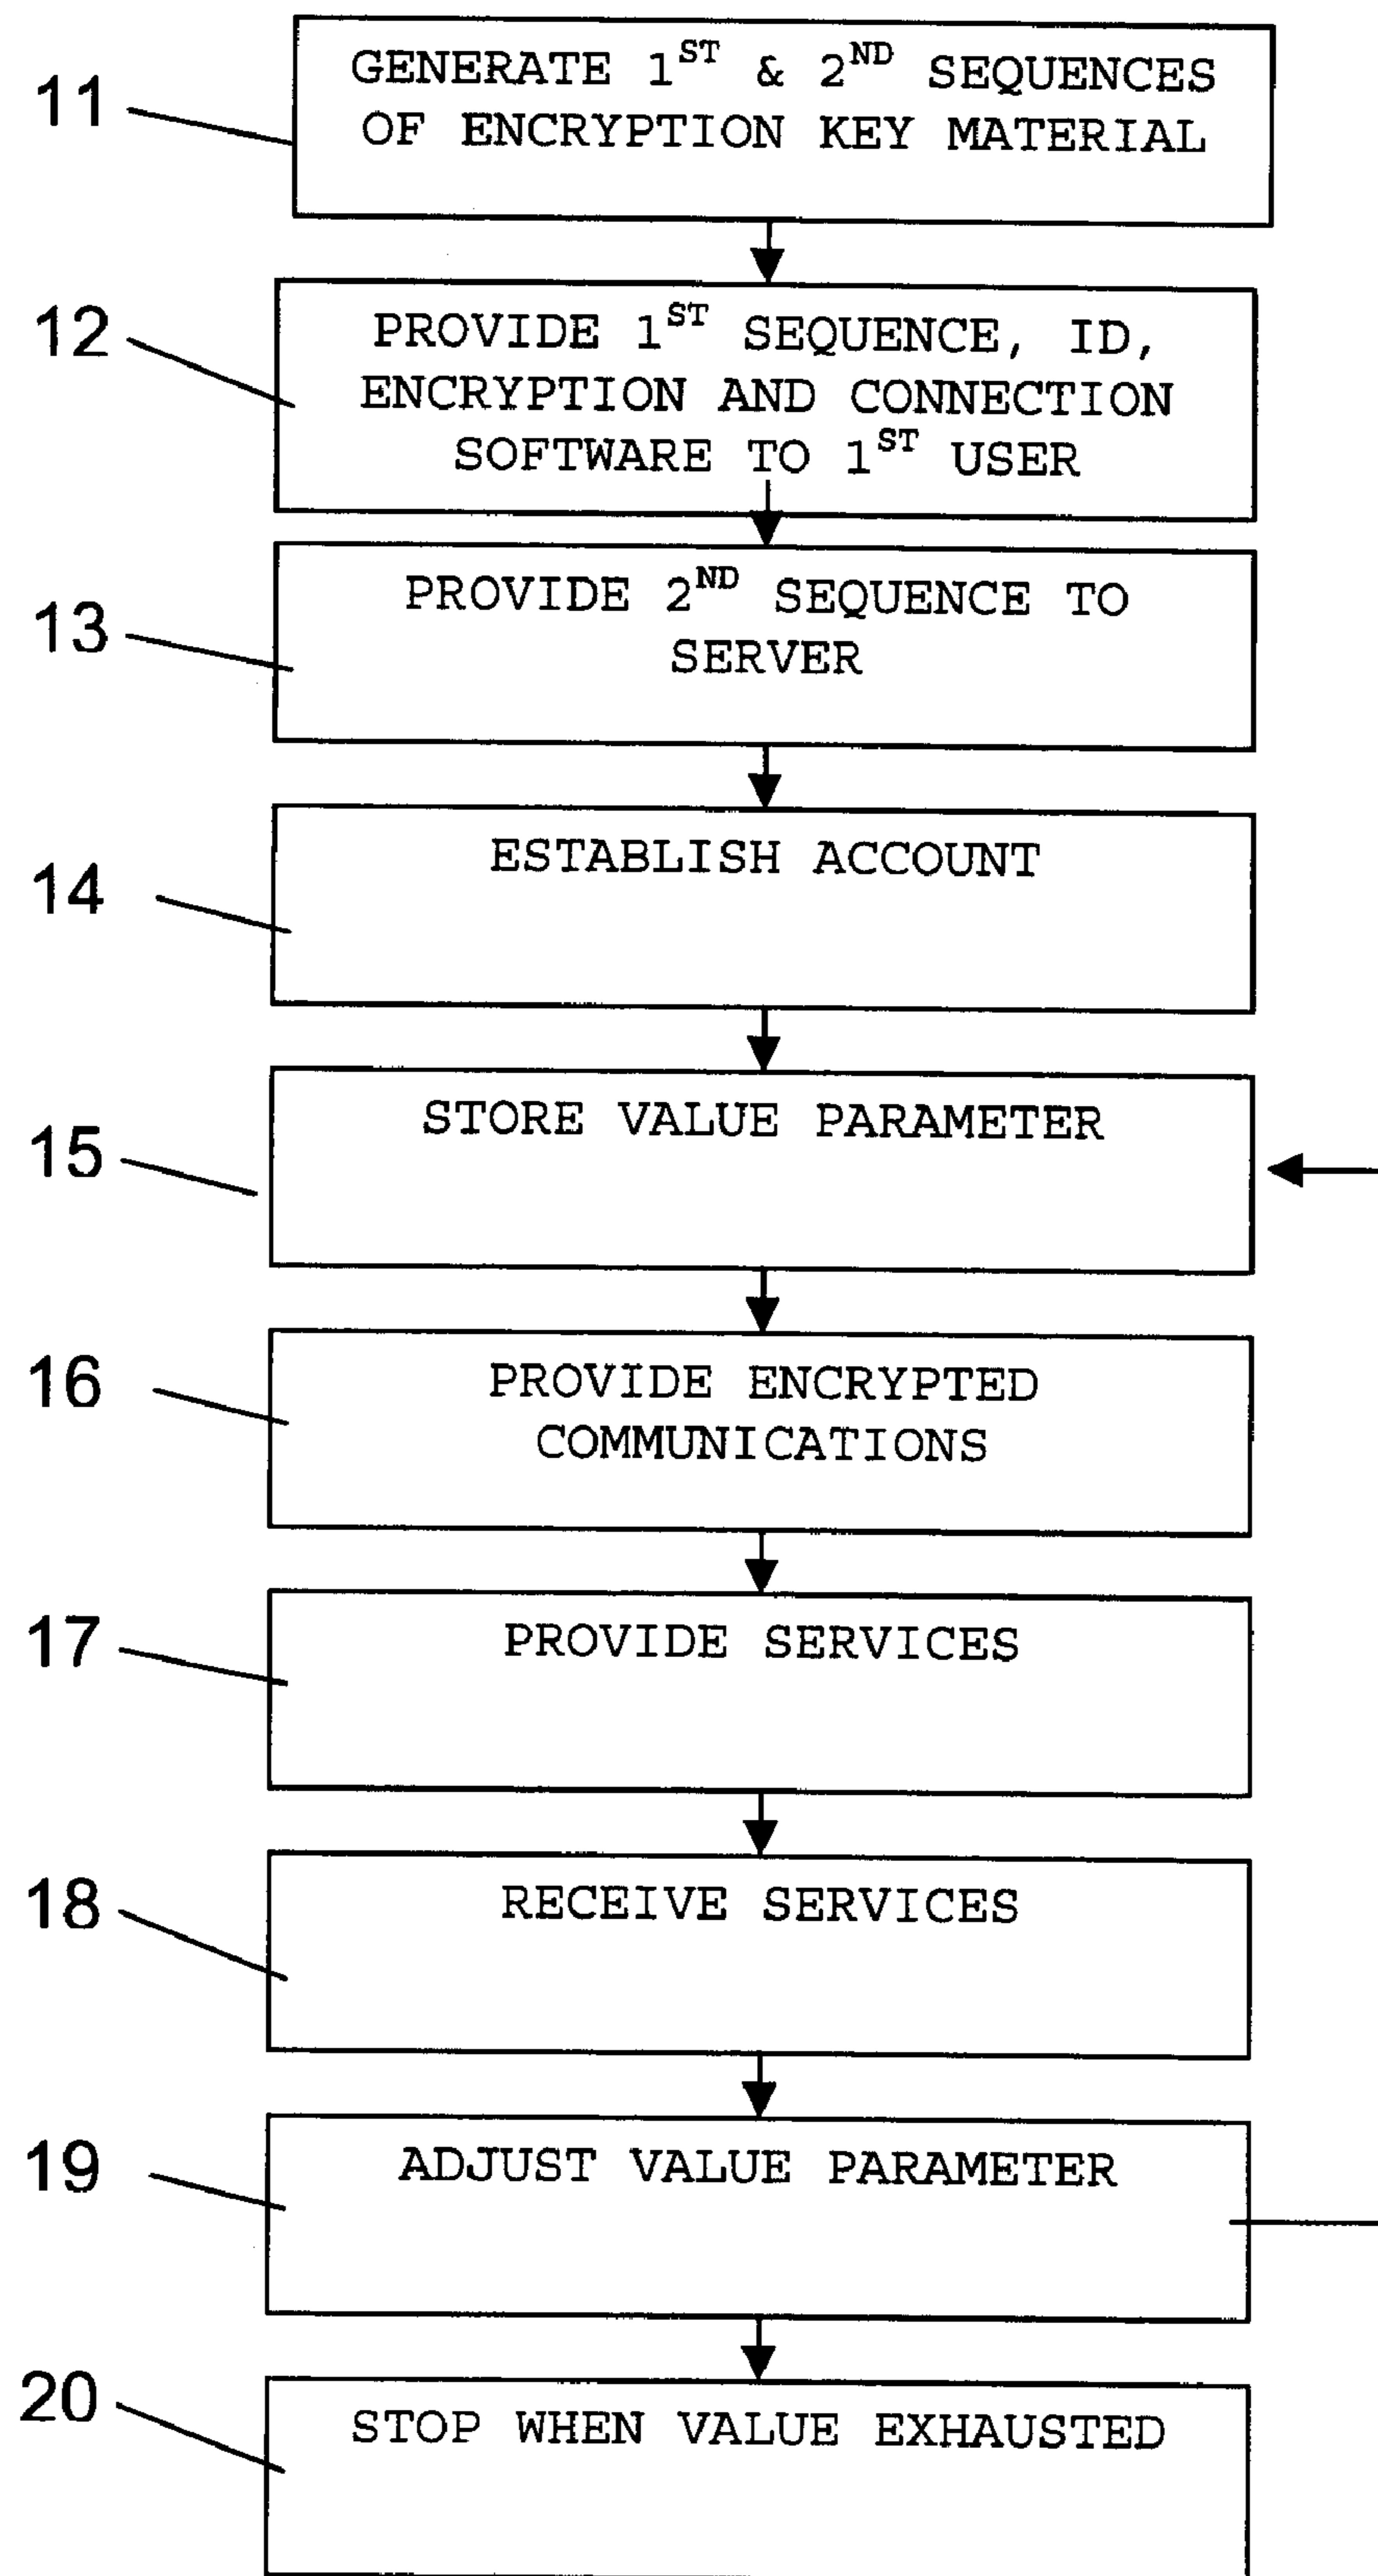 11
GENERATE 1ST & 2ND SEQUENCES
OF ENCRYPTION KEY MATERIAL
12
PROVIDE 1ST SEQUENCE, ID,
ENCRYPTION AND CONNECTION
SOFTWARE TO 1ST USER
13
PROVIDE 2ND SEQUENCE TO
SERVER
14
ESTABLISH ACCOUNT
15
STORE VALUE PARAMETER
16
PROVIDE ENCRYPTED
COMMUNICATIONS
17
PROVIDE SERVICES
18
RECEIVE SERVICES
19
ADJUST VALUE PARAMETER
20
STOP WHEN VALUE EXHAUSTED